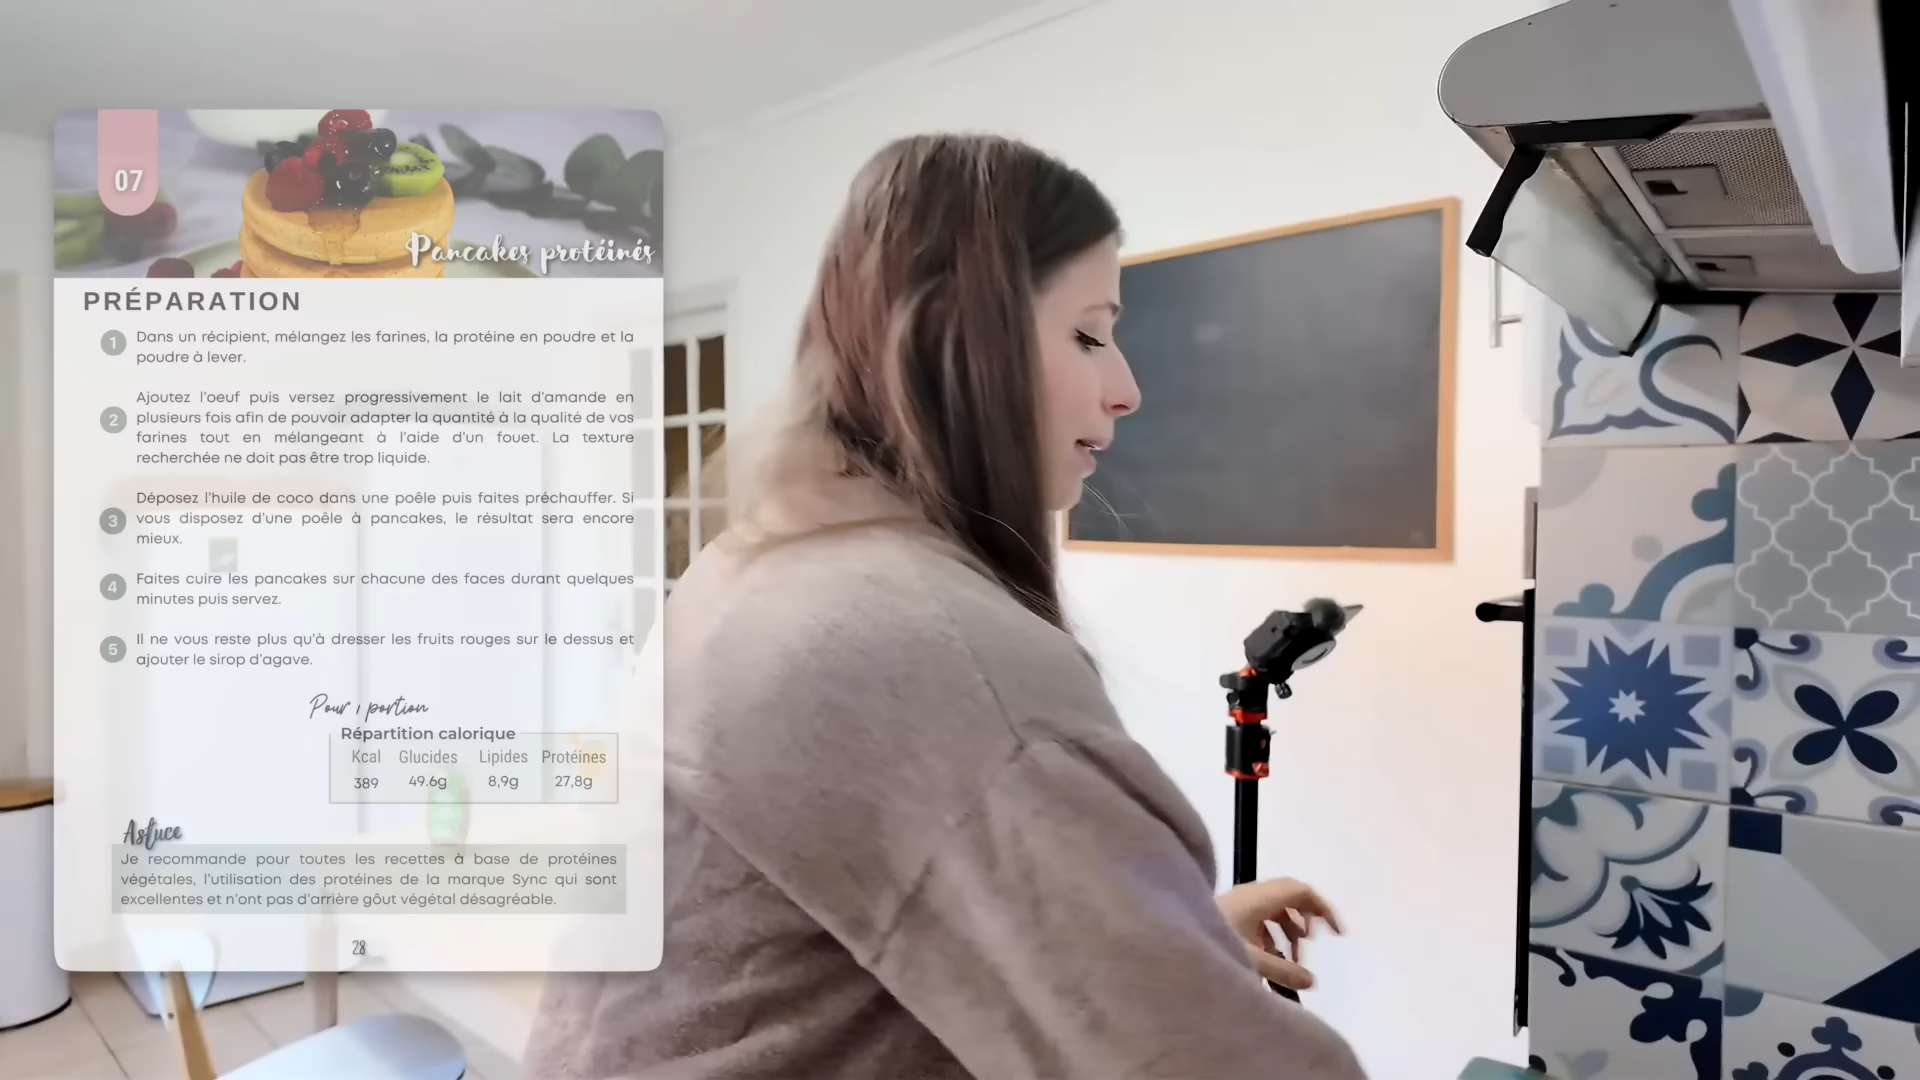 07
Pancakes protéinés
PRÉPARATION
1 Dans un récipient, mélangez les farines, la protéine en poudre et la
poudre à lever.
Ajoutez l'oeuf puis versez progressivement le lait d'amande en
2 plusieurs fois afin de pouvoir adapter la quantité à la qualité de vos
farines tout en mélangeant à l'aide d'un fouet. La texture
recherchée ne doit pas être trop liquide.
Déposez l'huile de coco dans une poêle puis faites préchauffer. Si
3 vous disposez d'une poêle à pancakes, le résultat sera encore
mieux.
4 Faites cuire les pancakes sur chacune des faces durant quelques
minutes puis servez.
5 Il ne vous reste plus qu'à dresser les fruits rouges sur le dessus et
ajouter le sirop d'agave.
Pour 1 portion
Répartition calorique
Kcal Glucides Lipides Protéines
389 49.6g 8,9g 27,8g
Astuce
Je recommande pour toutes les recettes à base de protéines
végétales, l'utilisation des protéines de la marque Sync qui sont
excellentes et n'ont pas d'arrière gôut végétal désagréable.
28